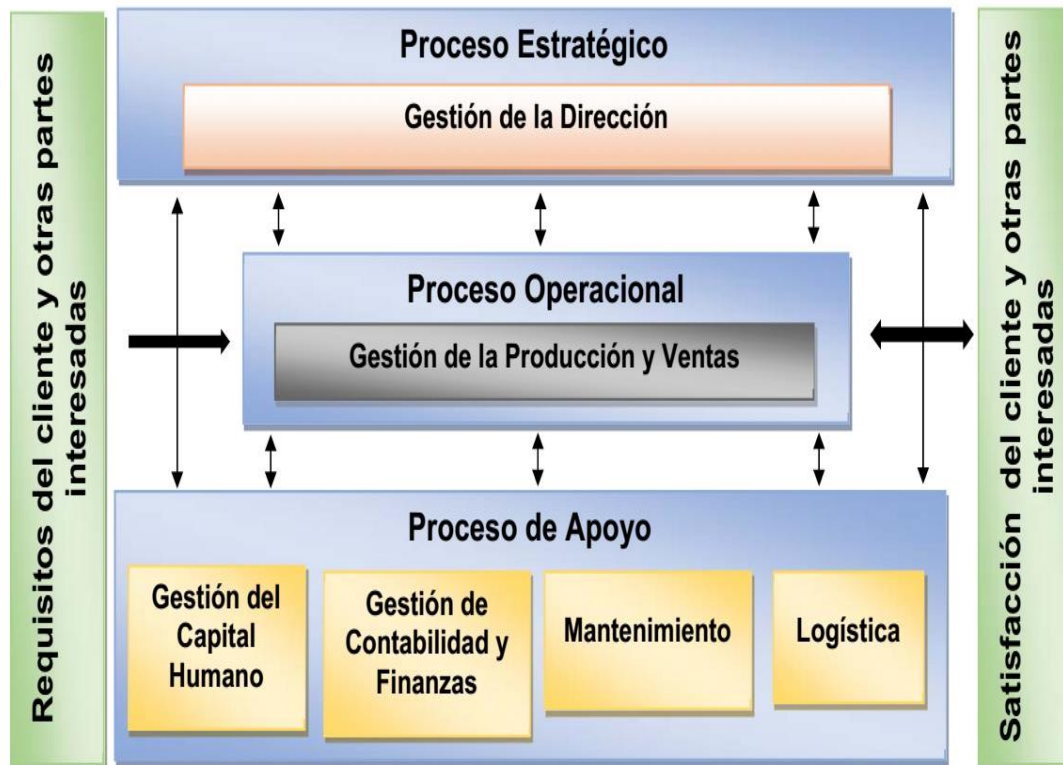 Requisitos del cliente y otras partes
interesadas
Proceso Estratégico
Gestión de la Dirección
Proceso Operacional
Gestión de la Producción y Ventas
Proceso de Apoyo
Gestión del
Capital
Humano
Gestión de
Contabilidad y
Finanzas
Mantenimiento
Logística
Satisfacción del cliente y otras partes
interesadas